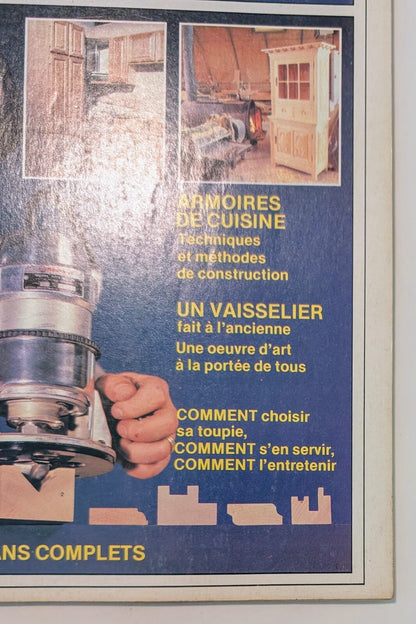 ARMOIRES
DE CUISINE
Techniques
et méthodes
de construction
UN VAISSELIER
fait à l'ancienne
Une oeuvre d'art
à la portée de tous
COMMENT choisir
sa toupie,
COMMENT s'en servir,
COMMENT l'entretenir
ANS COMPLETS